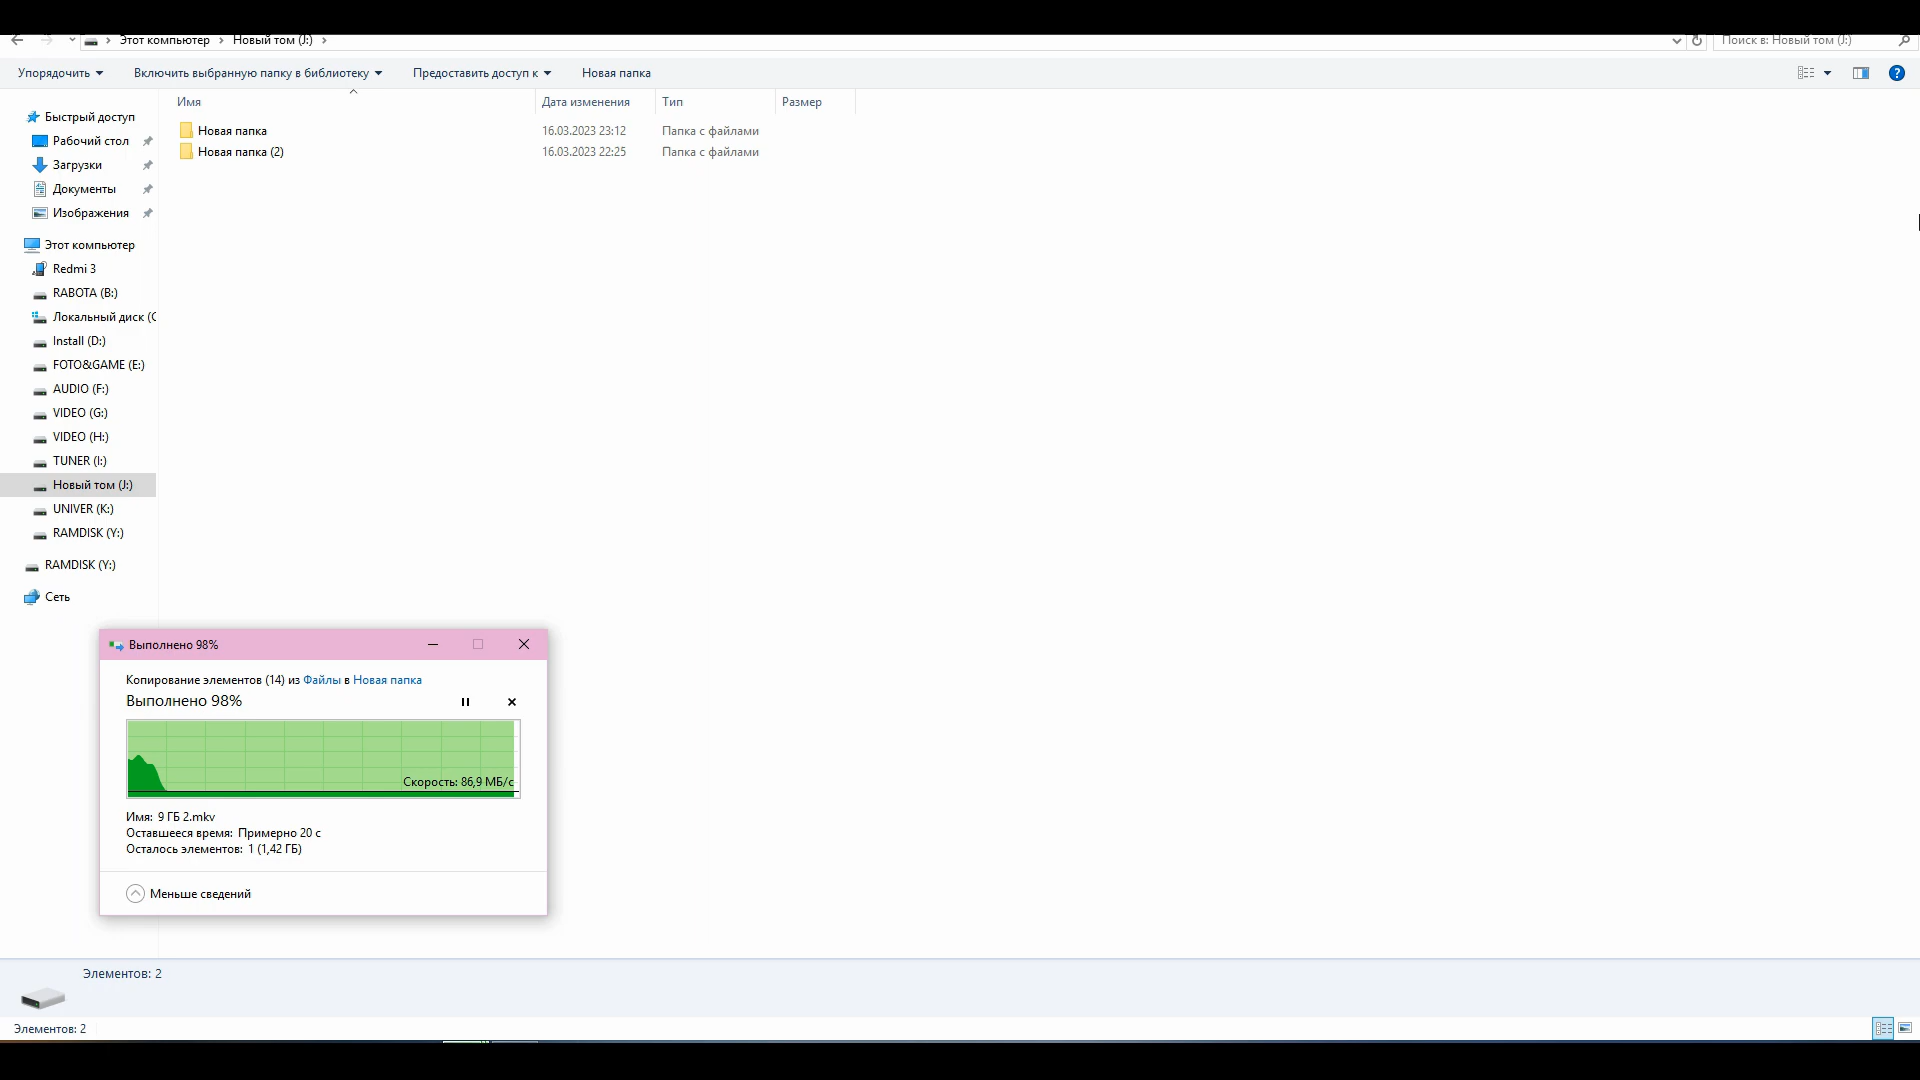 Этот компьютер
Новый том (J:)
Поиск в: Новый том (J:)
Упорядочить
Включить выбранную папку в библиотеку
Предоставить доступ к
Новая папка
?
Имя
Дата изменения
Тип
Размер
Новая папка
16.03.2023 23:12
Папка с файлами
Новая папка (2)
16.03.2023 22:25
Папка с файлами
Быстрый доступ
Рабочий стол
Загрузки
Документы
Изображения
Этот компьютер
Redmi 3
RABOTA (B:)
Локальный диск (C
Install (D:)
FOTO&GAME (E:)
AUDIO (F:)
VIDEO (G:)
VIDEO (H:)
TUNER (I:)
Новый том (J:)
UNIVER (K:)
RAMDISK (Y:)
RAMDISK (Y:)
Сеть
Выполнено 98%
Копирование элементов (14) из Файлы в Новая папка
Выполнено 98%
Скорость: 86,9 МБ/с
Имя: 9 ГБ 2.mkv
Оставшееся время: Примерно 20 с
Осталось элементов: 1 (1,42 ГБ)
Меньше сведений
Элементов: 2
Элементов: 2